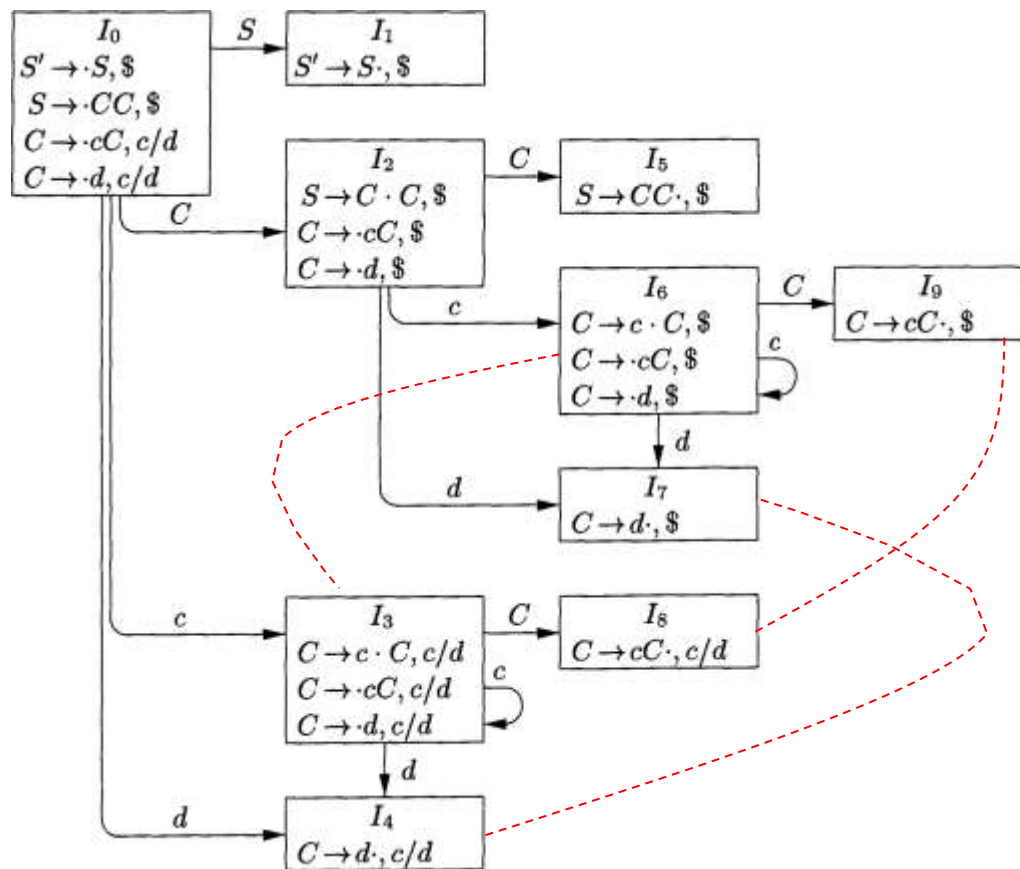 I₀
S' → ·S, $
S → ·CC, $
C → ·cC, c/d
C → ·d, c/d
S
I₁
S' → S·, $
C
I₂
S → C · C, $
C → ·cC, $
C → ·d, $
C
I₅
S → CC·, $
c
I₆
C → c · C, $
C → ·cC, $
C → ·d, $
C
c
I₉
C → cC·, $
d
d
I₇
C → d·, $
c
I₃
C → c · C, c/d
C → ·cC, c/d
C → ·d, c/d
C
c
I₈
C → cC·, c/d
d
d
I₄
C → d·, c/d